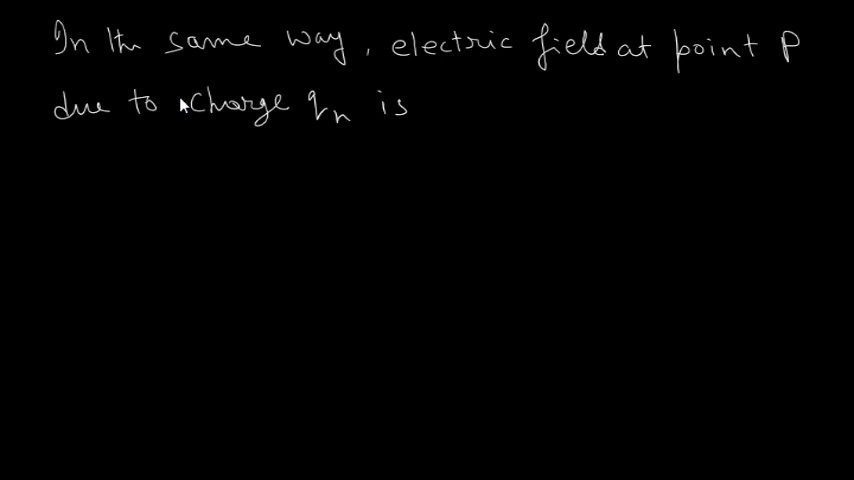 In the same way, electric field at point P
due to charge qn is